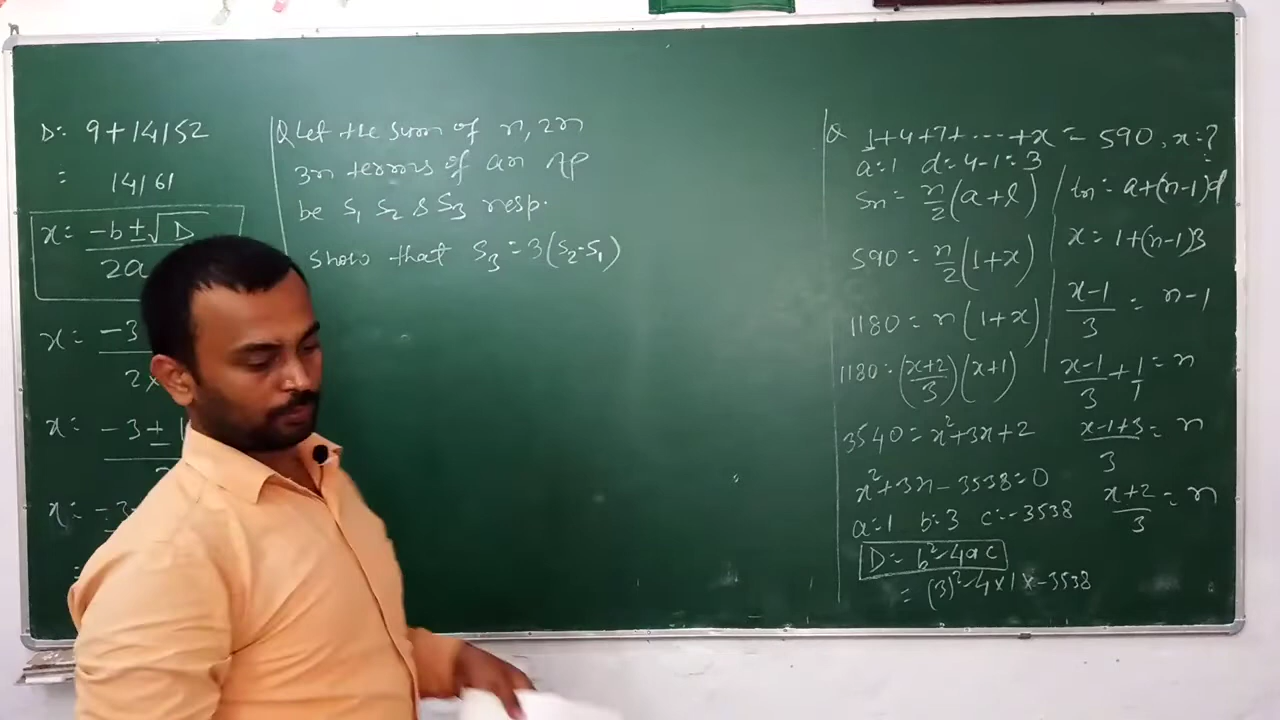 D: 9+14152
= 14161
x = -b ± √D
2a
x = -3
2x
x = -3 ±
x = -3
Q Let the sum of n, 2n
3n terms of an AP
be S₁ S₂ & S₃ resp.
show that S₃ = 3(S₂-S₁)
Q 1+4+7+ ---- +x = 590, x=?
a=1 d=4-1=3
Sn = n/2 (a+l)
590 = n/2 (1+x)
1180 = n(1+x)
1180 = (x+2/3)(x+1)
3540 = x²+3x+2
x²+3x-3538=0
a=1 b=3 c=-3538
D = b²-4ac
= (3)²-4×1×-3538
tn = a+(n-1)d
x = 1+(n-1)3
x-1/3 = n-1
x-1/3 + 1/1 = n
x-1+3/3 = n
x+2/3 = n